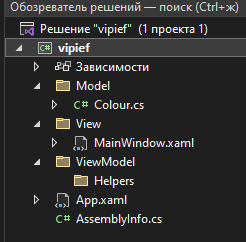 Обозреватель решений — поиск (Ctrl+ж)
Решение "vipief" (1 проекта 1)
vipief
Зависимости
Model
Colour.cs
View
MainWindow.xaml
ViewModel
Helpers
App.xaml
AssemblyInfo.cs